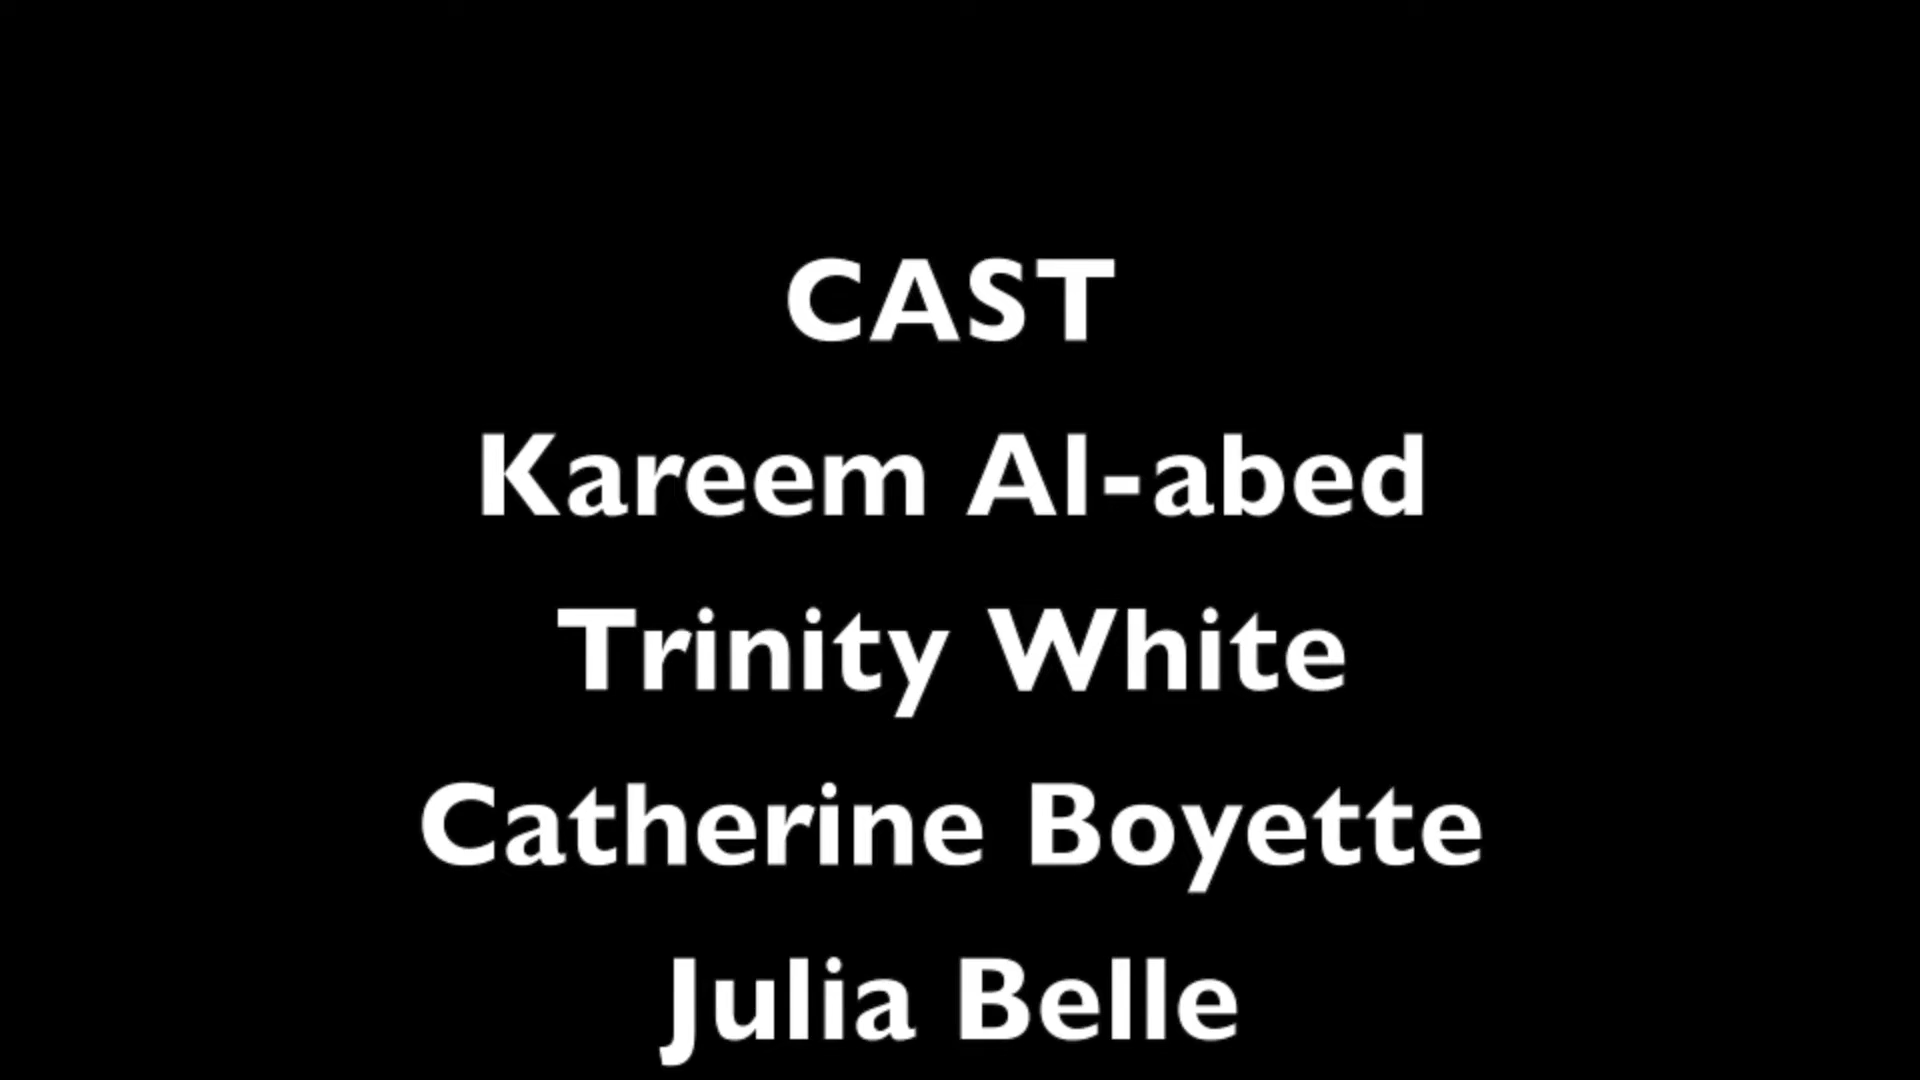 CAST
Kareem Al-abed
Trinity White
Catherine Boyette
Julia Belle